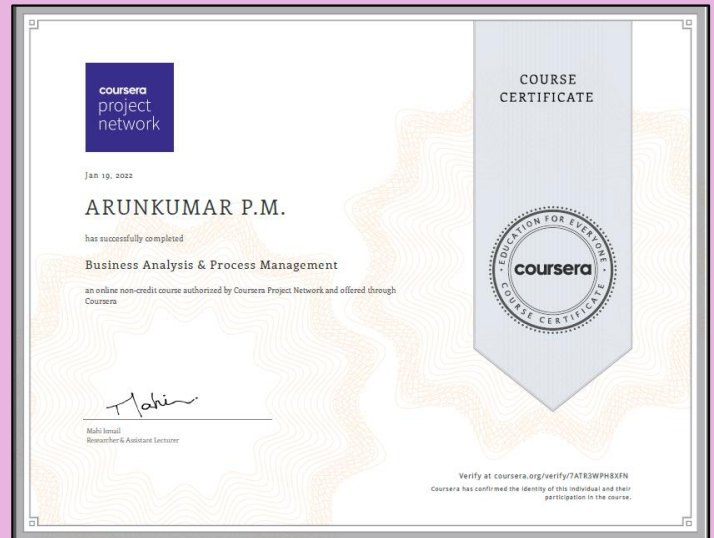 coursera
project
network
Jan 19, 2022
ARUNKUMAR P.M.
has successfully completed
Business Analysis & Process Management
an online non-credit course authorized by Coursera Project Network and offered through
Coursera
Mahi
Mahi Ismail
Researcher & Assistant Lecturer
COURSE
CERTIFICATE
EDUCATION FOR EVERYONE
coursera
COURSE CERTIFICATE
Verify at coursera.org/verify/7ATR3WPH8XFN
Coursera has confirmed the identity of this individual and their
participation in the course.